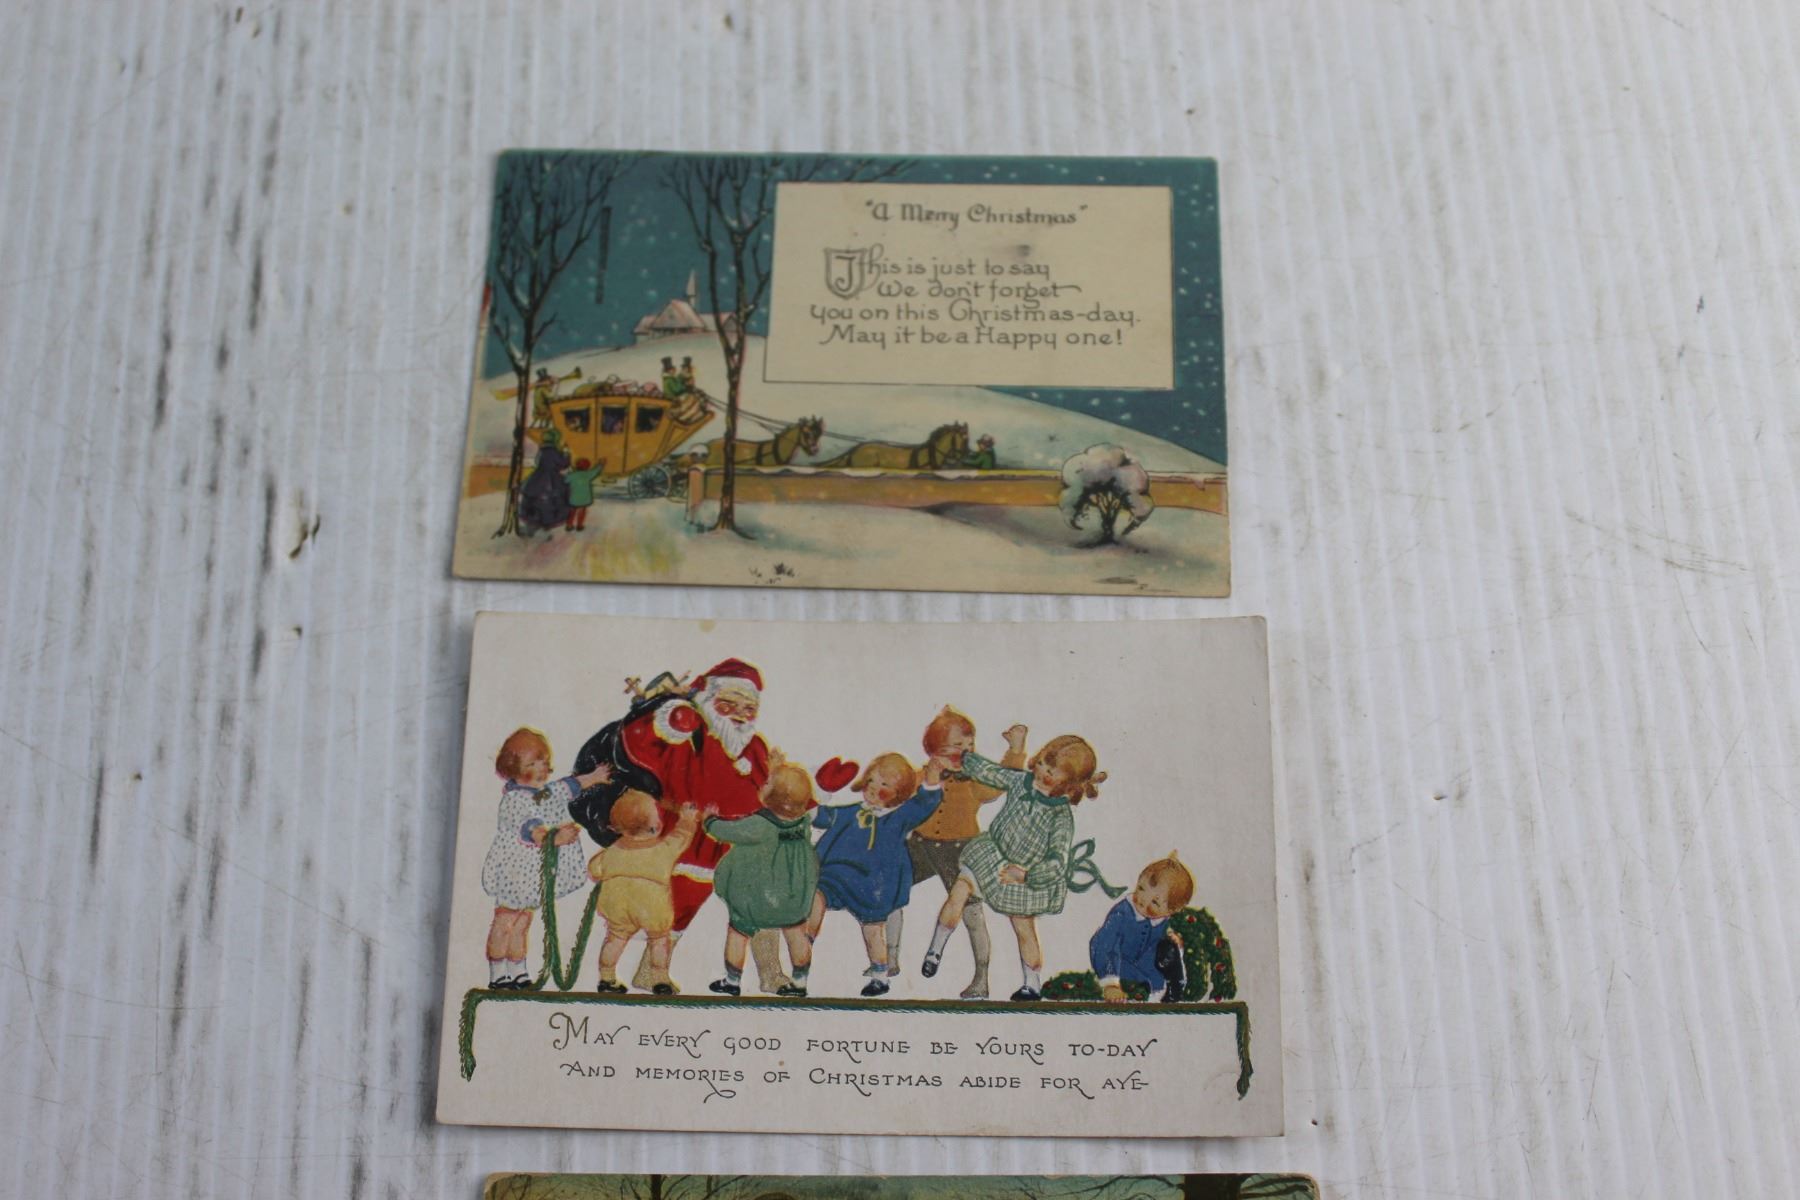 "A Merry Christmas"
This is just to say
We don't forget
you on this Christmas-day.
May it be a Happy one!
May every good fortune be yours to-day
And memories of Christmas abide for aye